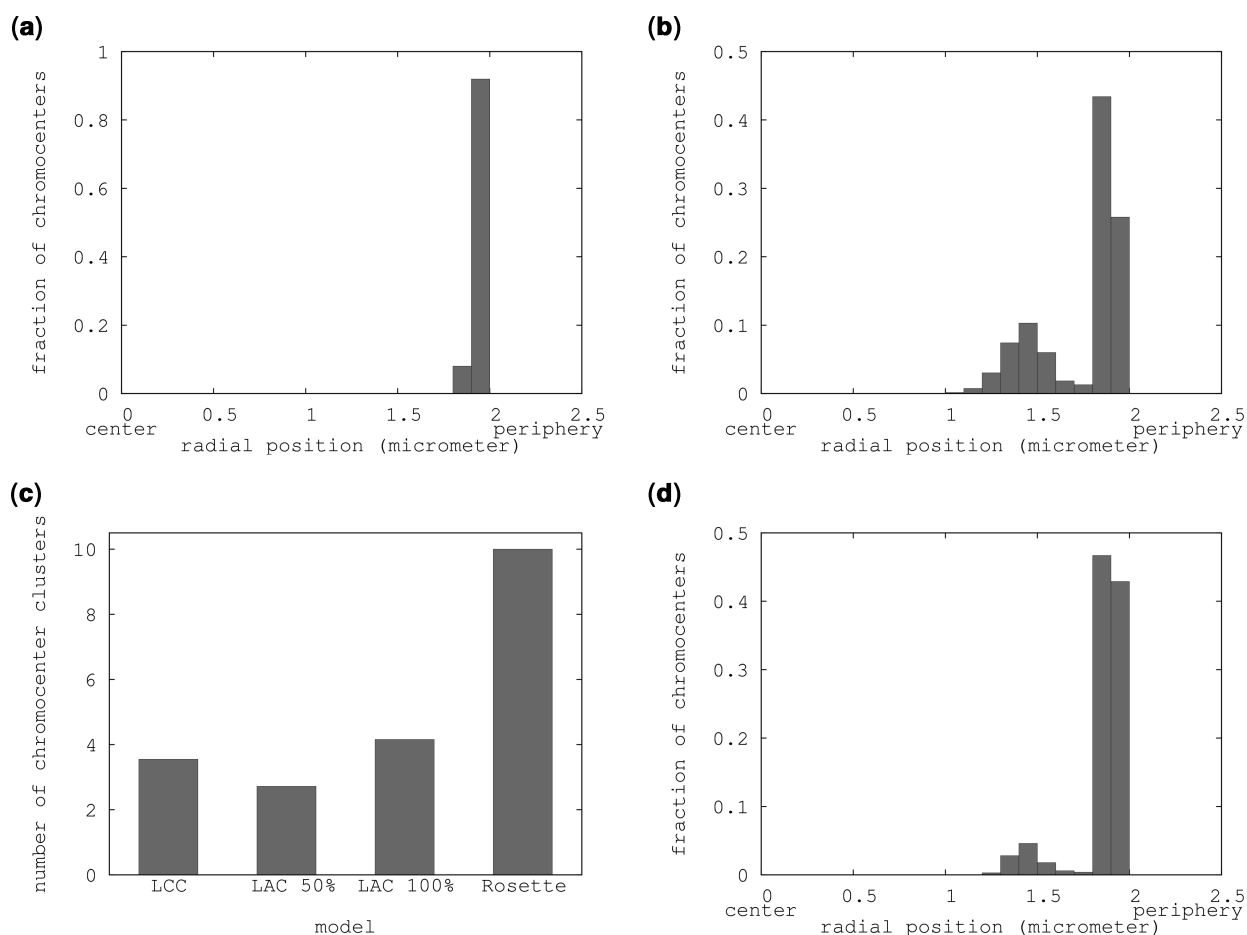 (a)
fraction of chromocenters
1
0.8
0.6
0.4
0.2
0
0 0.5 1 1.5 2 2.5
center periphery
radial position (micrometer)
(b)
fraction of chromocenters
0.5
0.4
0.3
0.2
0.1
0
0 0.5 1 1.5 2 2.5
center periphery
radial position (micrometer)
(c)
number of chromocenter clusters
10
8
6
4
2
0
LCC LAC 50% LAC 100% Rosette
model
(d)
fraction of chromocenters
0.5
0.4
0.3
0.2
0.1
0
0 0.5 1 1.5 2 2.5
center periphery
radial position (micrometer)